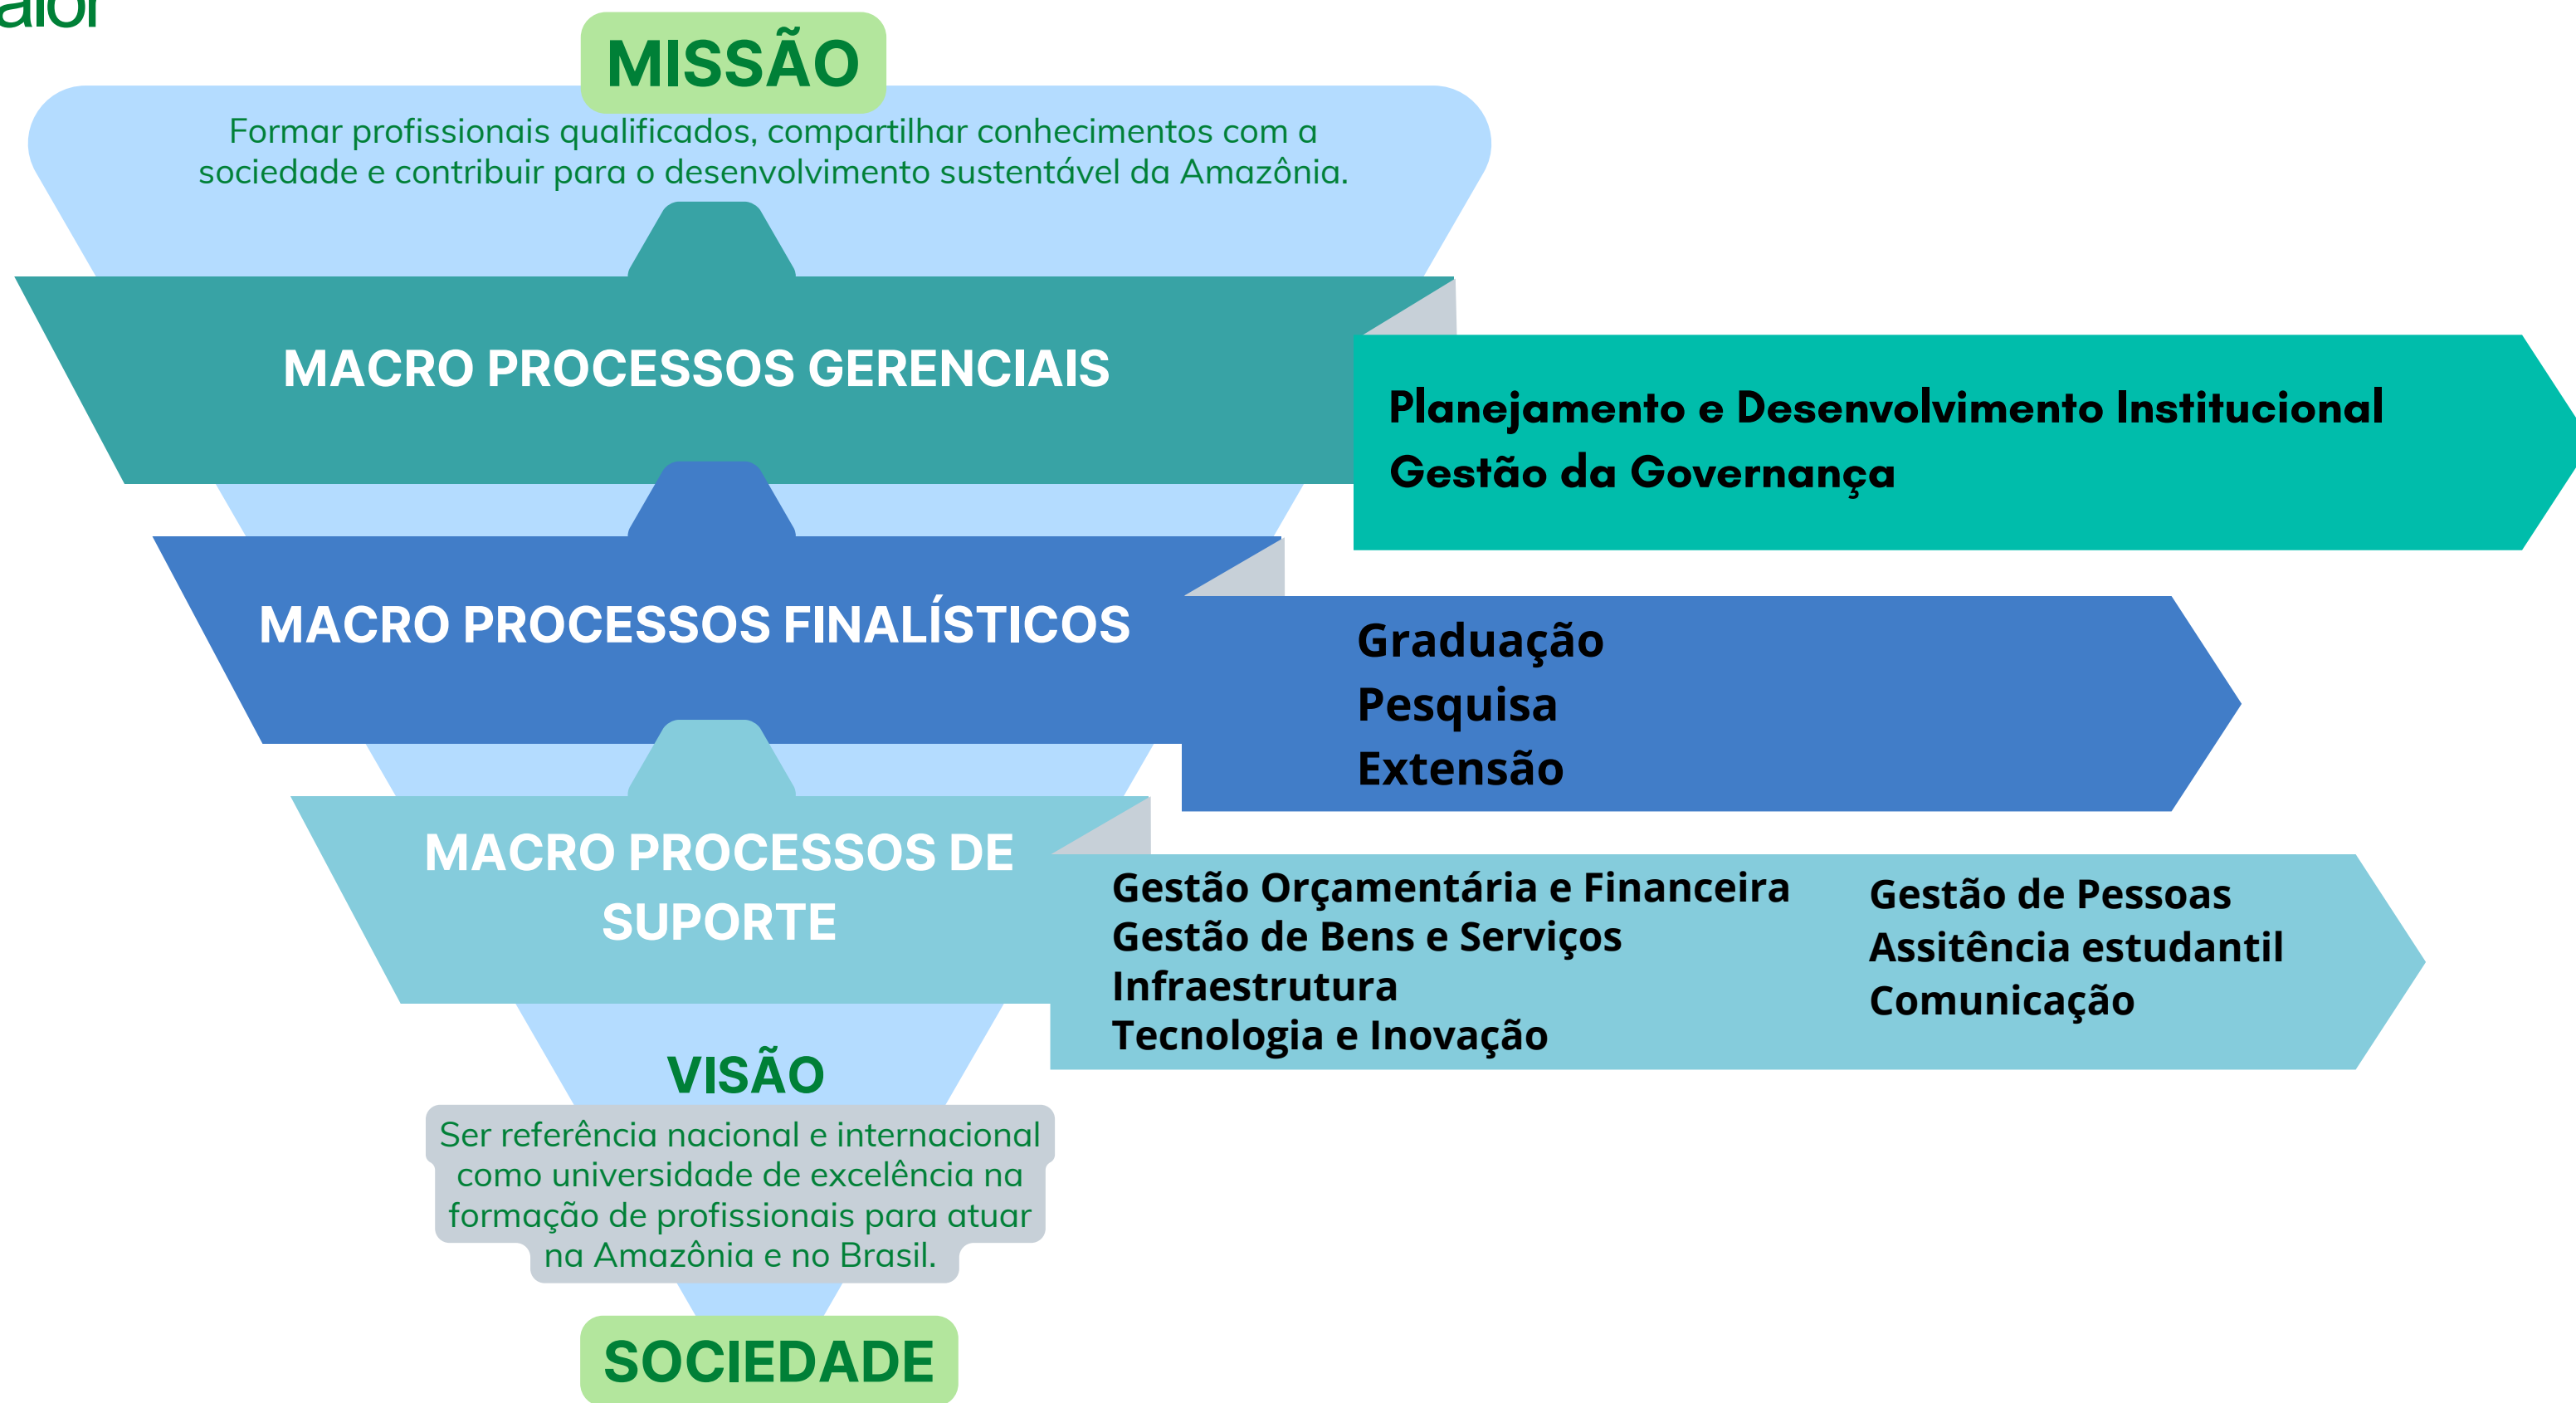 MISSÃO
Formar profissionais qualificados, compartilhar conhecimentos com a
sociedade e contribuir para o desenvolvimento sustentável da Amazônia.
MACRO PROCESSOS GERENCIAIS
Planejamento e Desenvolvimento Institucional
Gestão da Governança
MACRO PROCESSOS FINALÍSTICOS
Graduação
Pesquisa
Extensão
MACRO PROCESSOS DE
SUPORTE
Gestão Orçamentária e Financeira
Gestão de Bens e Serviços
Infraestrutura
Tecnologia e Inovação
Gestão de Pessoas
Assitência estudantil
Comunicação
VISÃO
Ser referência nacional e internacional
como universidade de excelência na
formação de profissionais para atuar
na Amazônia e no Brasil.
SOCIEDADE